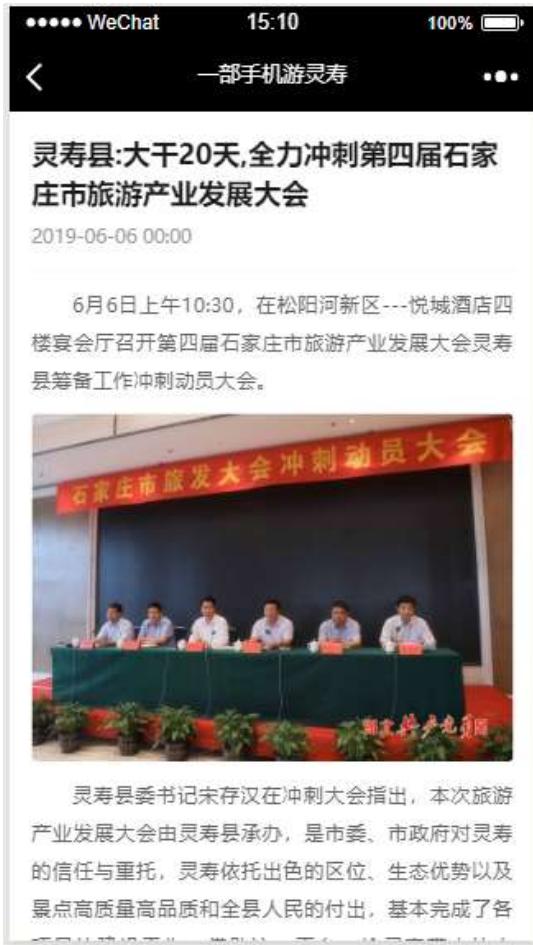 WeChat 15:10 100%
一部手机游灵寿
灵寿县:大干20天,全力冲刺第四届石家
庄市旅游产业发展大会
2019-06-06 00:00
6月6日上午10:30，在松阳河新区---悦城酒店四
楼宴会厅召开第四届石家庄市旅游产业发展大会灵寿
县筹备工作冲刺动员大会。
石家庄市旅发大会冲刺动员大会
灵寿县委书记宋存汉在冲刺大会指出，本次旅游
产业发展大会由灵寿县承办，是市委、市政府对灵寿
的信任与重托，灵寿依托出色的区位、生态优势以及
景点高质量高品质和全县人民的付出，基本完成了各